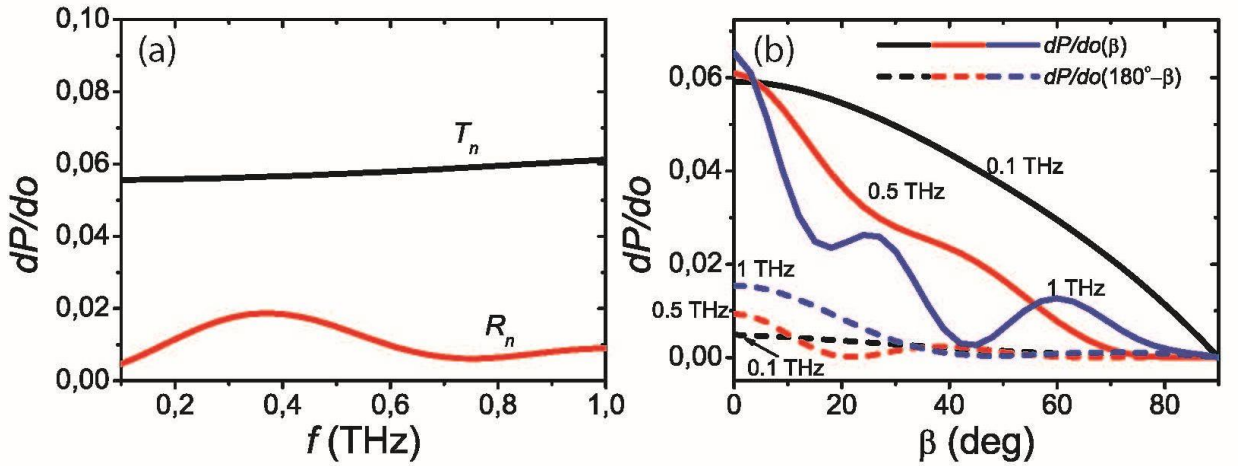 (a)
0,10
0,08
0,06
0,04
0,02
0,00
dP/do
T_n
R_n
0,2 0,4 0,6 0,8 1,0
f (THz)
(b)
dP/do(β)
dP/do(180°–β)
0,06
0,04
0,02
0,00
dP/do
0.1 THz
0.5 THz
1 THz
1 THz
0.5 THz
0.1 THz
0 20 40 60 80
β (deg)